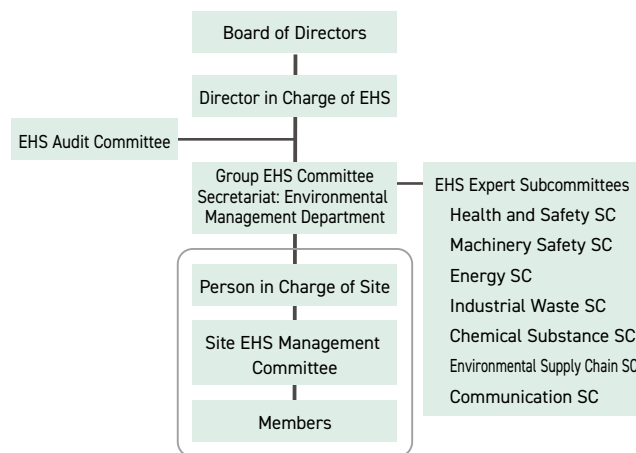 Board of Directors
Director in Charge of EHS
EHS Audit Committee
Group EHS Committee
Secretariat: Environmental
Management Department
EHS Expert Subcommittees
Health and Safety SC
Machinery Safety SC
Energy SC
Industrial Waste SC
Chemical Substance SC
Environmental Supply Chain SC
Communication SC
Person in Charge of Site
Site EHS Management
Committee
Members